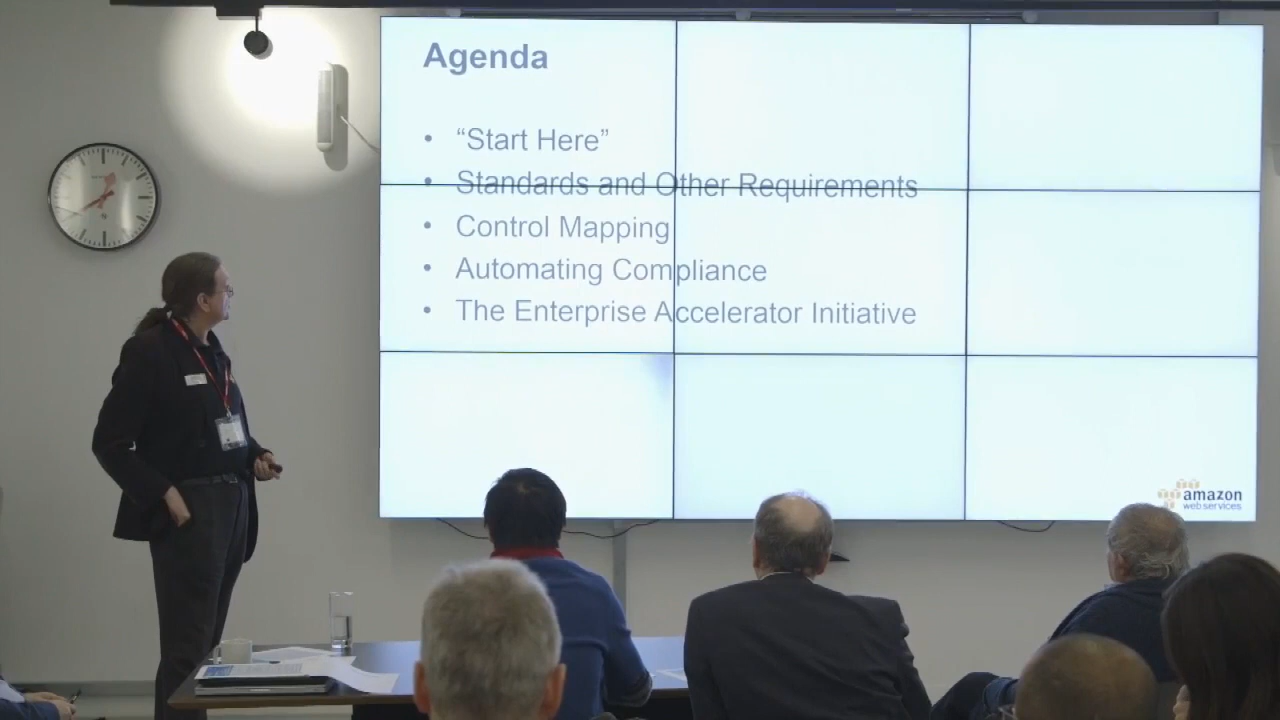 Agenda
• “Start Here”
• Standards and Other Requirements
• Control Mapping
• Automating Compliance
• The Enterprise Accelerator Initiative
amazon
web services